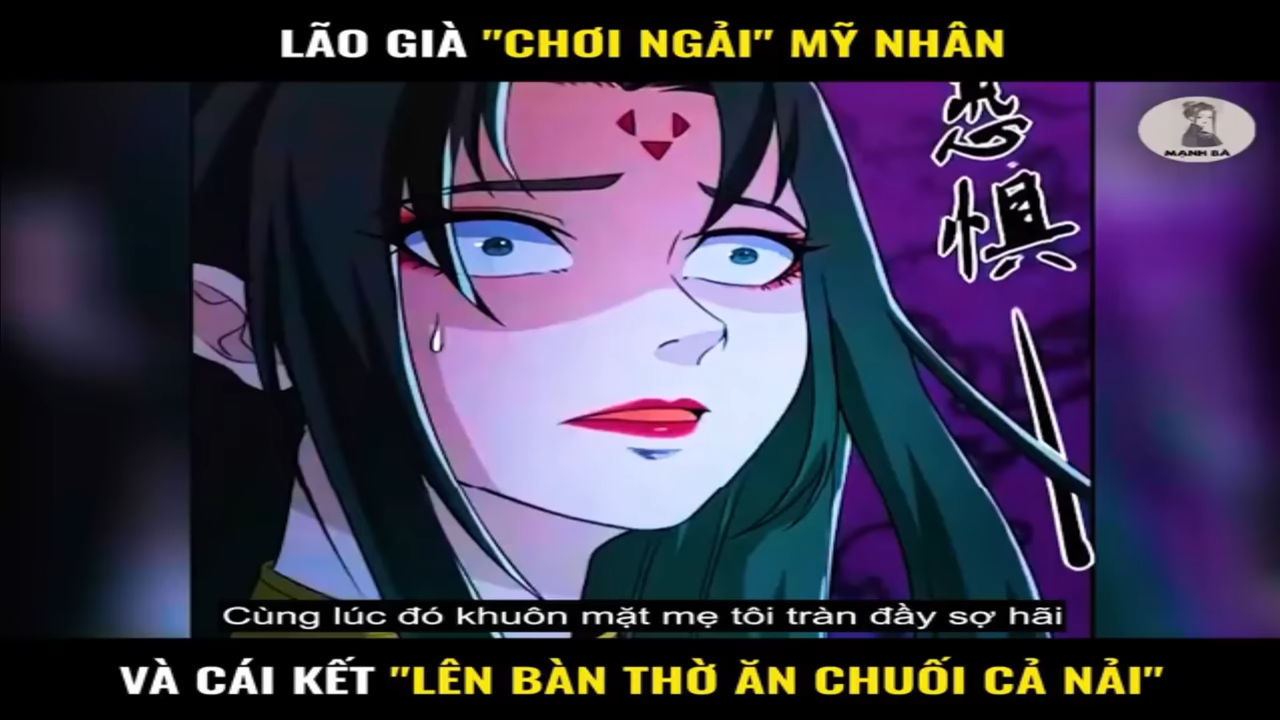 LÃO GIÀ "CHƠI NGẢI" MỸ NHÂN
恐
惧
MẠNH BÀ
Cùng lúc đó khuôn mặt mẹ tôi tràn đầy sợ hãi
VÀ CÁI KẾT "LÊN BÀN THỜ ĂN CHUỐI CẢ NẢI"